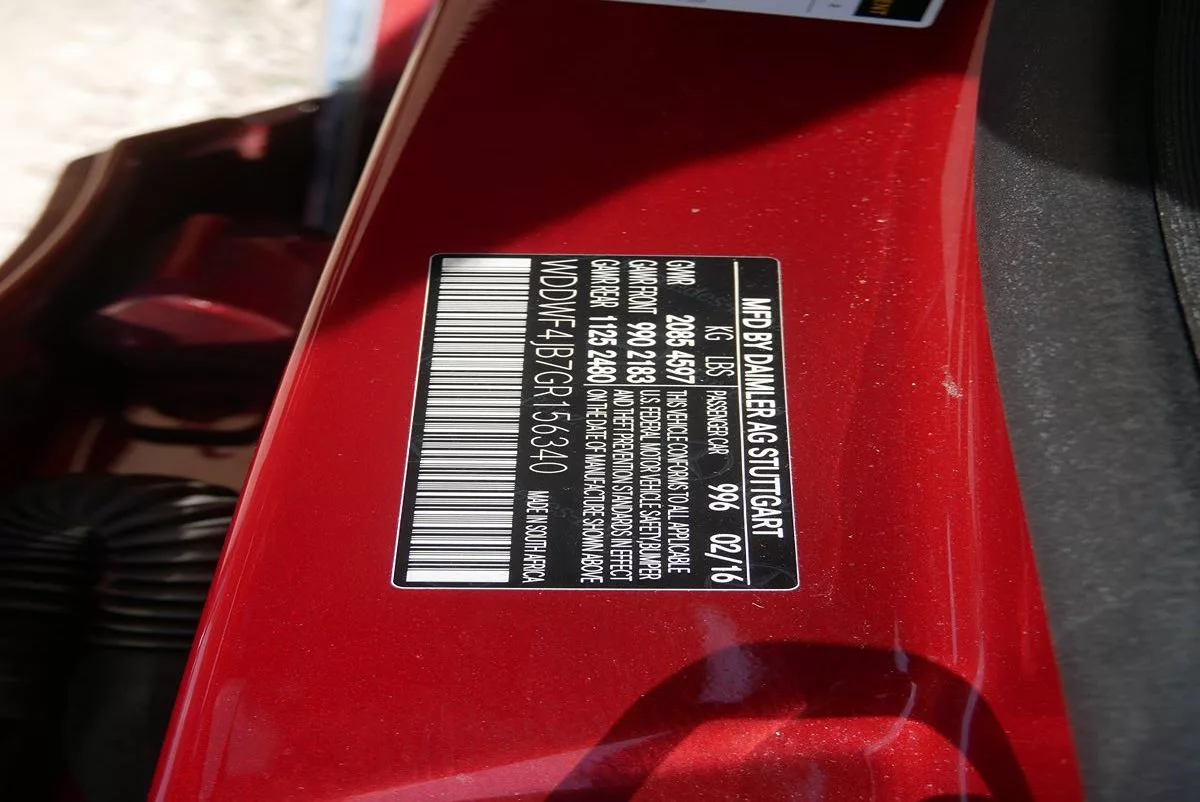 MFD BY DAIMLER AG STUTTGART
KG LBS PASSENGER CAR 996 02/16
GVWR 2085 4597 THIS VEHICLE CONFORMS TO ALL APPLICABLE
GAWR FRONT 990 2183 U.S. FEDERAL MOTOR VEHICLE SAFETY,BUMPER
GAWR REAR 1125 2480 AND THEFT PREVENTION STANDARDS IN EFFECT
ON THE DATE OF MANUFACTURE SHOWN ABOVE
WDDWF4JB7GR156340 MADE IN SOUTH AFRICA